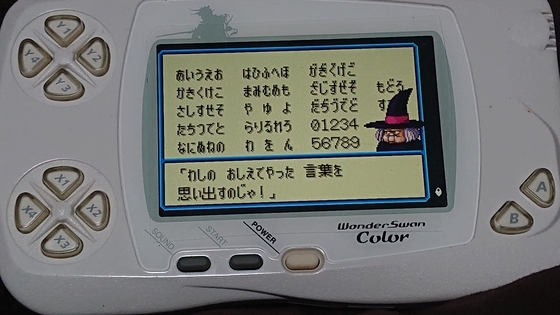 Y1
Y2
Y3
Y4
あいうえお はひふへほ がぎぐげご
かきくけこ まみむめも ざじずぜぞ もどる
さしすせそ や ゆ よ だぢづでど
たちつてと らりるれろ 01234
なにぬねの わ を ん 56789
「わしの おしえてやった 言葉を
思い出すのじゃ!」
X1
X2
X3
X4
A
B
SOUND
START
POWER
WonderSwan
Color